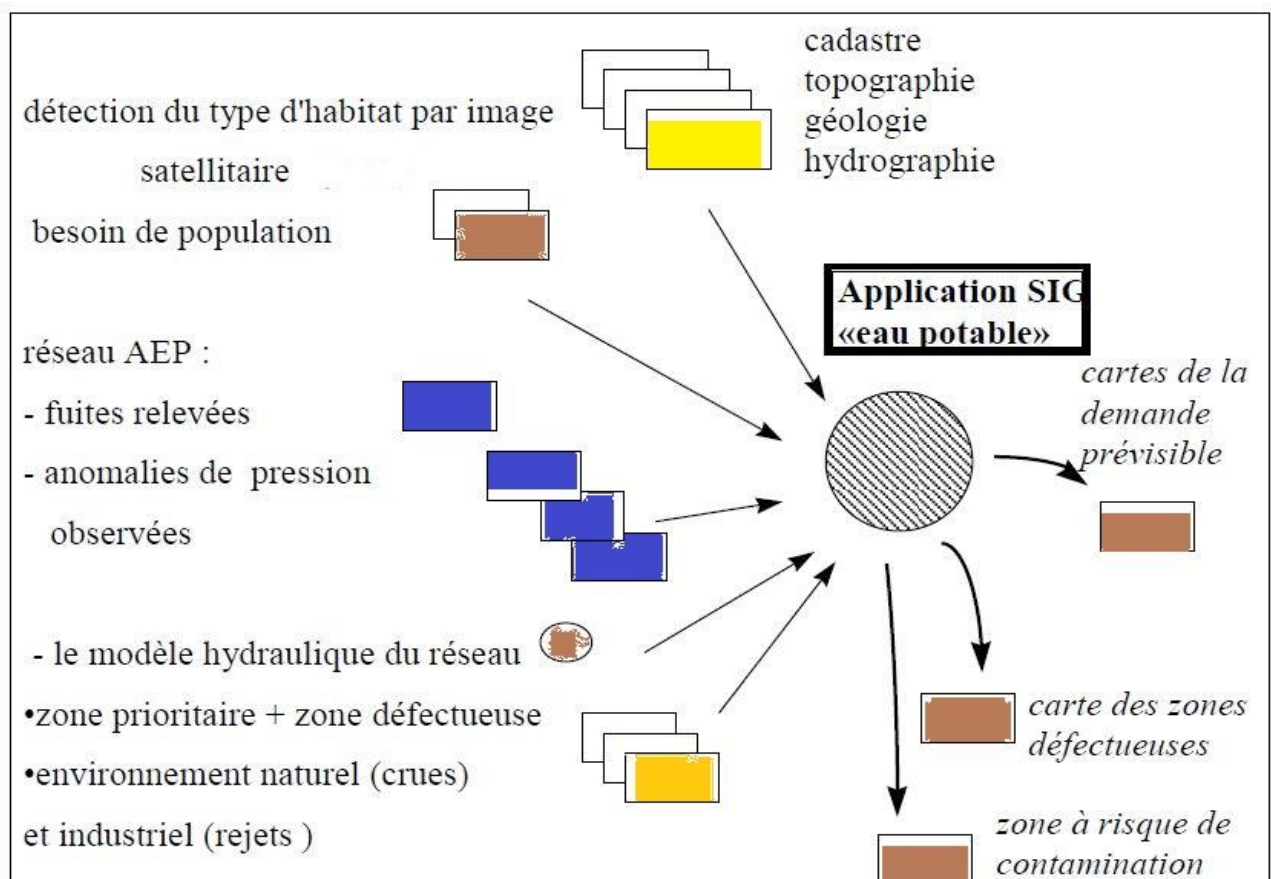 cadastre
topographie
géologie
hydrographie
détection du type d'habitat par image
satellitaire
besoin de population
Application SIG
«eau potable»
réseau AEP :
- fuites relevées
- anomalies de pression
observées
cartes de la
demande
prévisible
- le modèle hydraulique du réseau
•zone prioritaire + zone défectueuse
•environnement naturel (crues)
et industriel (rejets )
carte des zones
défectueuses
zone à risque de
contamination